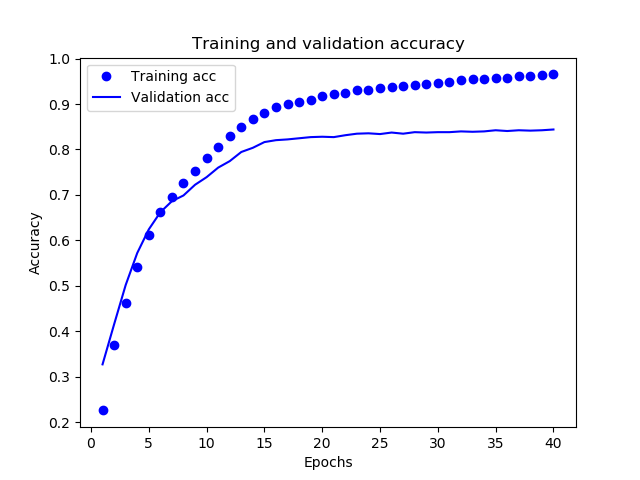 Training and validation accuracy
Training acc
Validation acc
Accuracy
1.0
0.9
0.8
0.7
0.6
0.5
0.4
0.3
0.2
0 5 10 15 20 25 30 35 40
Epochs